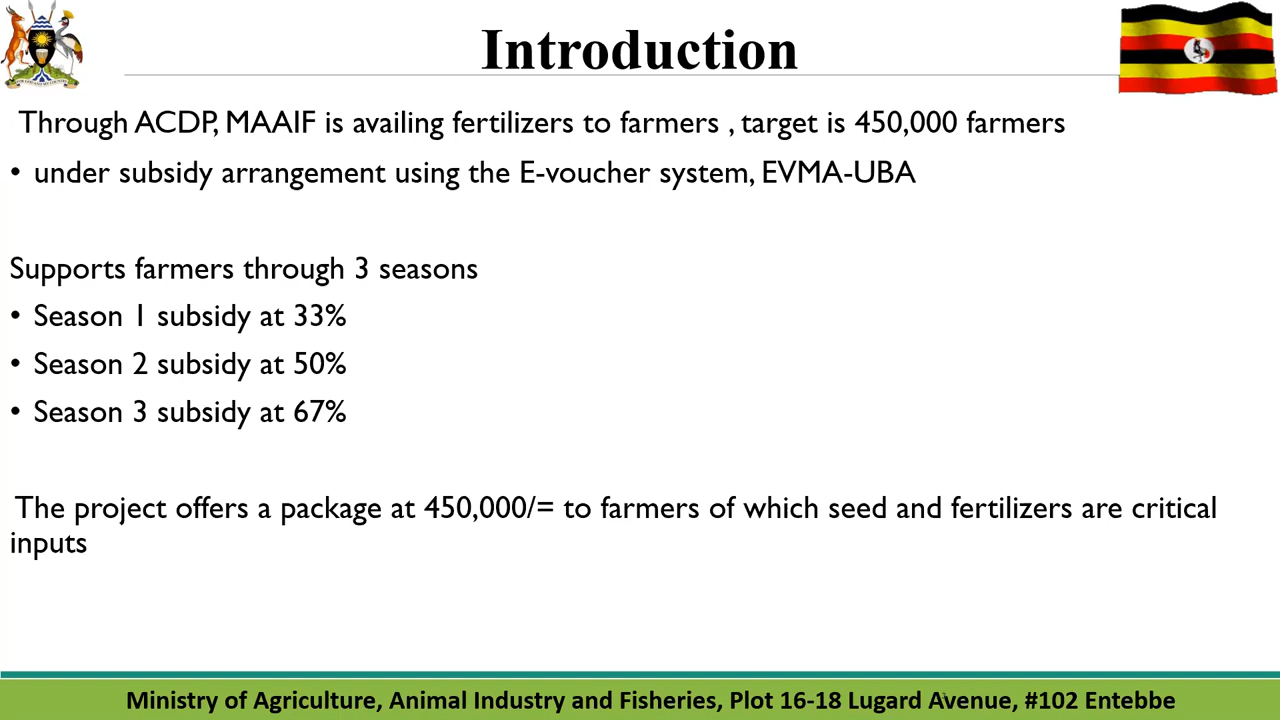 Introduction
Through ACDP, MAAIF is availing fertilizers to farmers , target is 450,000 farmers
• under subsidy arrangement using the E-voucher system, EVMA-UBA
Supports farmers through 3 seasons
• Season 1 subsidy at 33%
• Season 2 subsidy at 50%
• Season 3 subsidy at 67%
The project offers a package at 450,000/= to farmers of which seed and fertilizers are critical
inputs
Ministry of Agriculture, Animal Industry and Fisheries, Plot 16-18 Lugard Avenue, #102 Entebbe